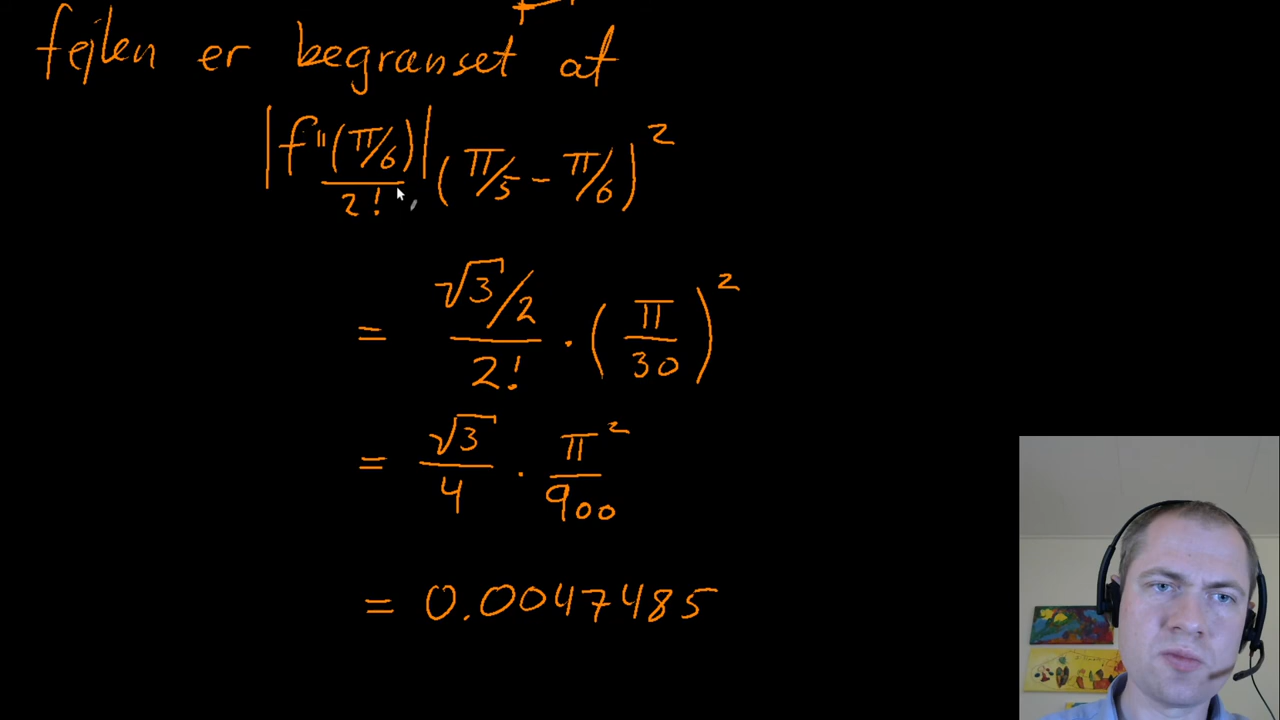 fejlen er begrænset af
|f''(π/6)|/2! (π/5 - π/6)²
= √3/2 / 2! · (π/30)²
= √3/4 · π²/900
= 0.0047485